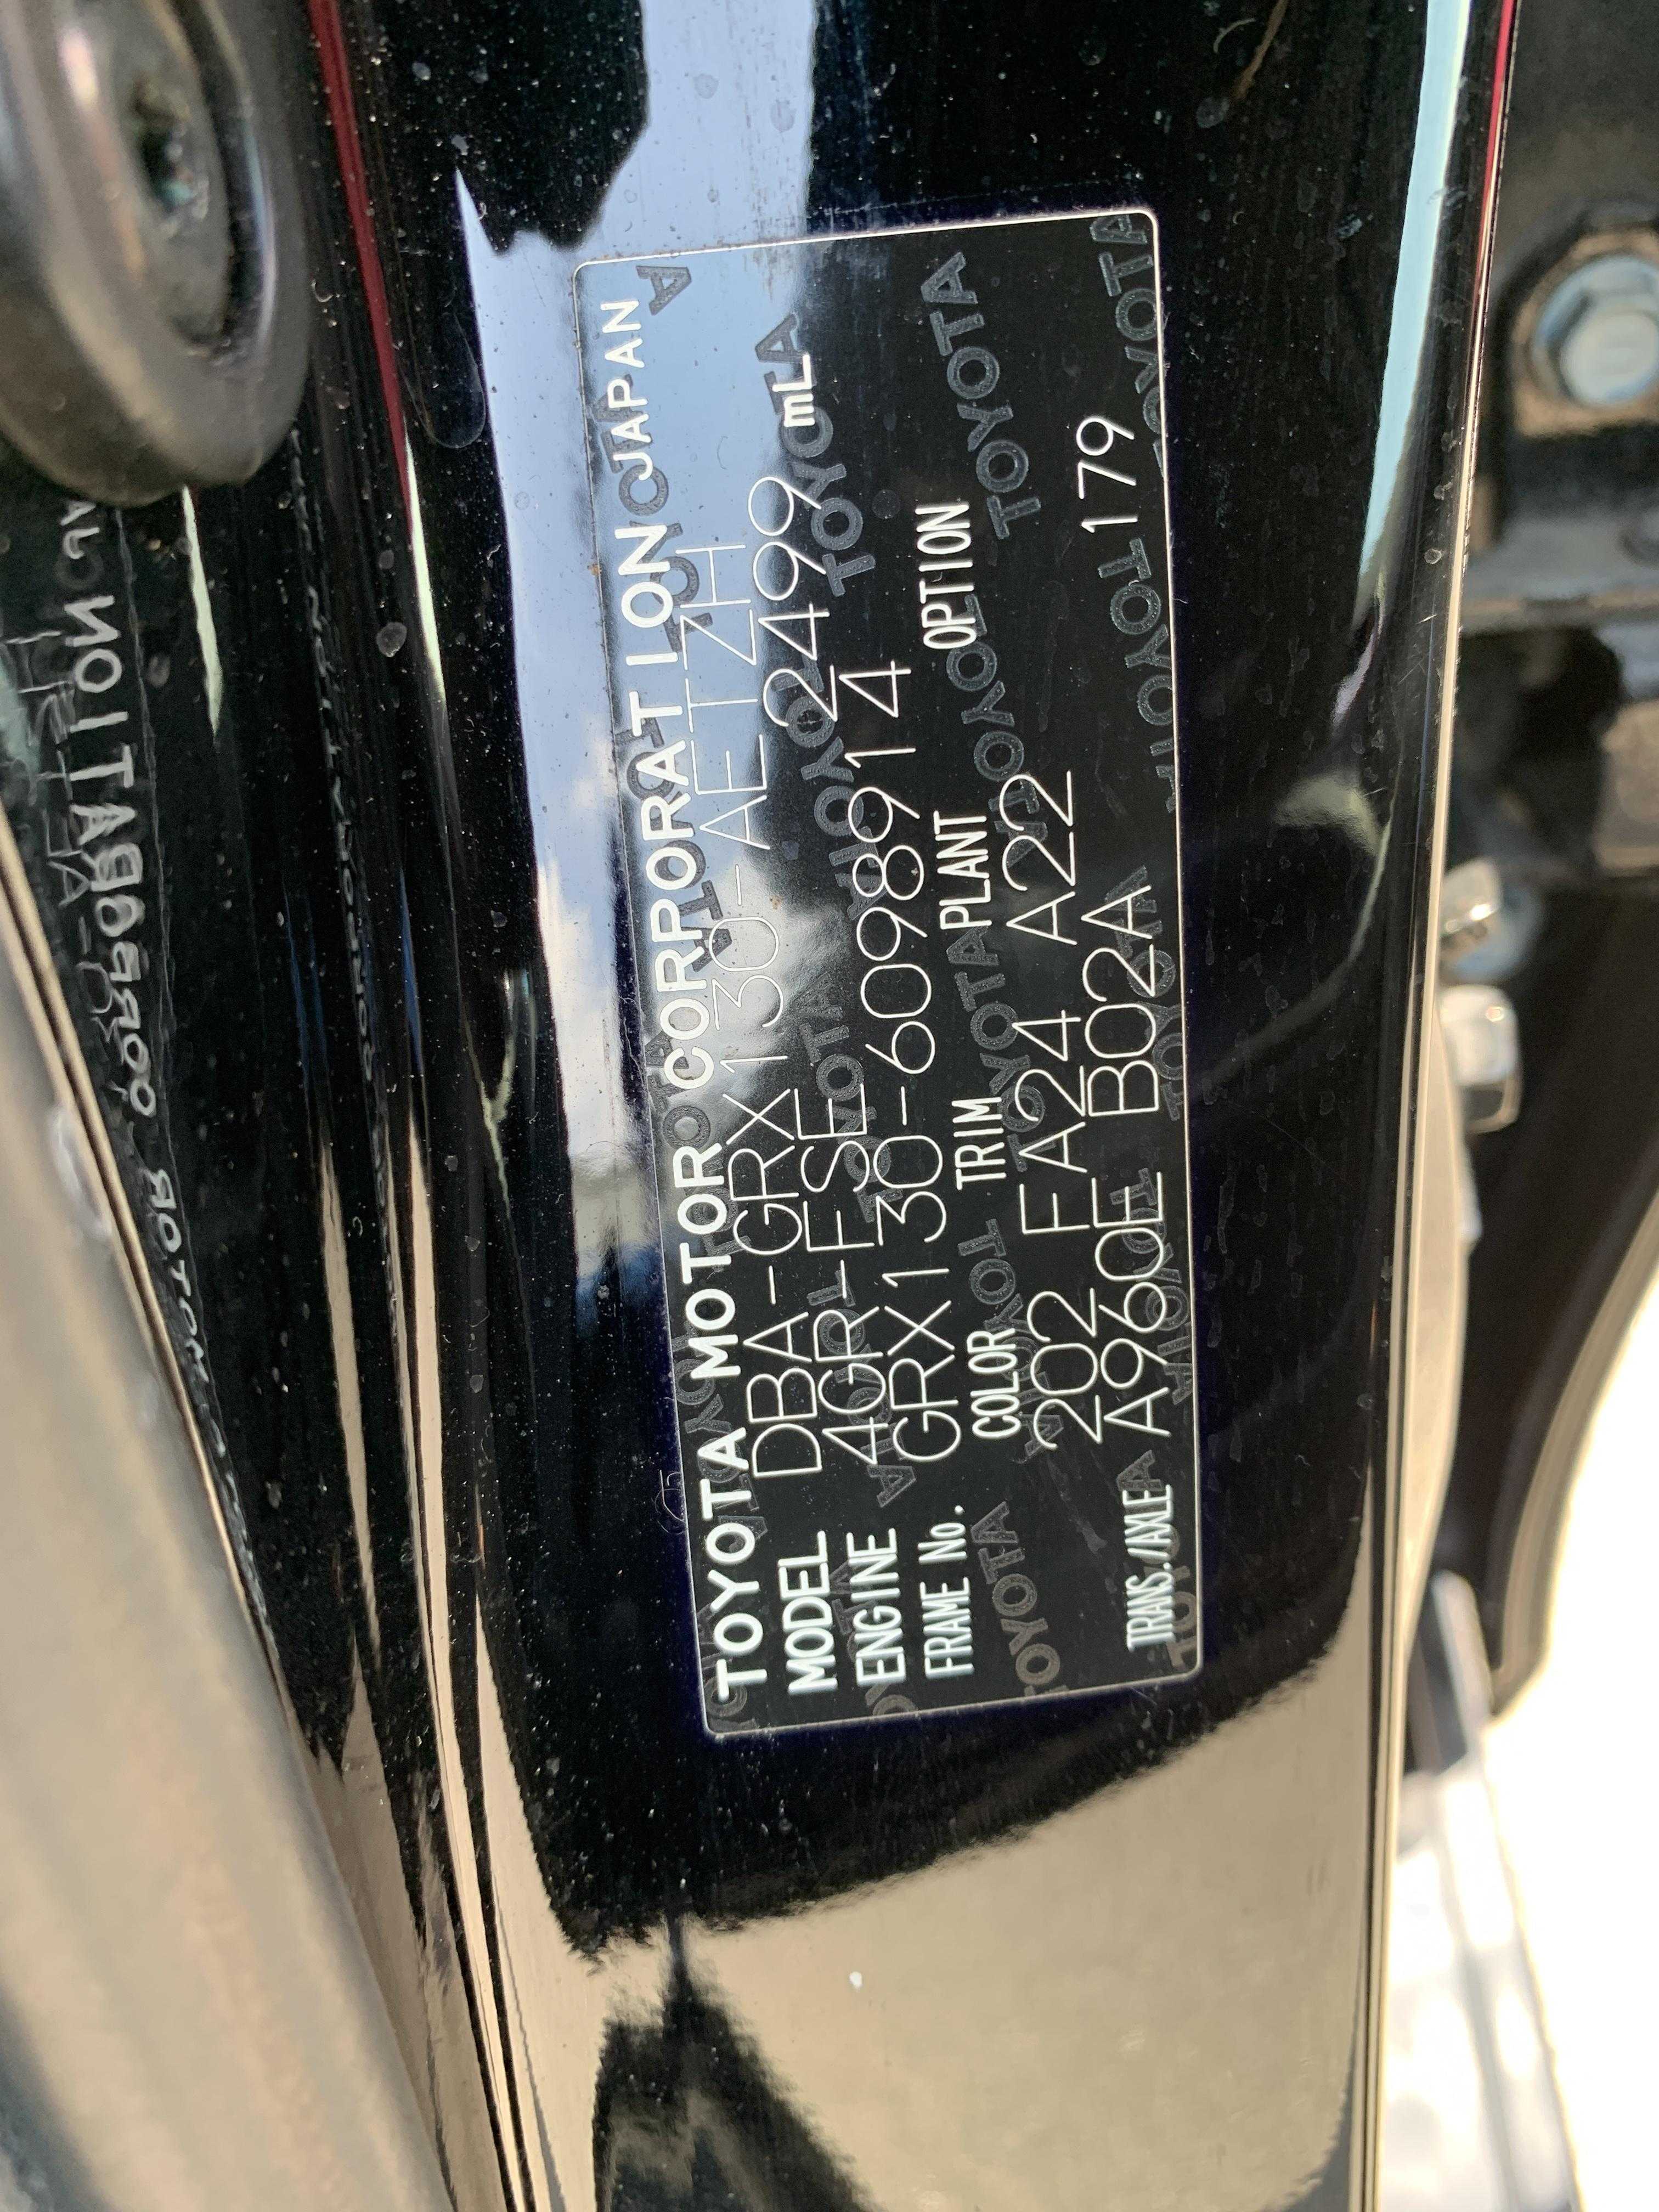 TOYOTA MOTOR CORPORATION JAPAN
MODEL DBA-GRX130-AETZH
ENGINE 4GR-FSE 2499 mL
FRAME No. GRX130-6098914
COLOR TRIM PLANT OPTION
202 FA24 A22
TRANS./AXLE A960E B02A 179